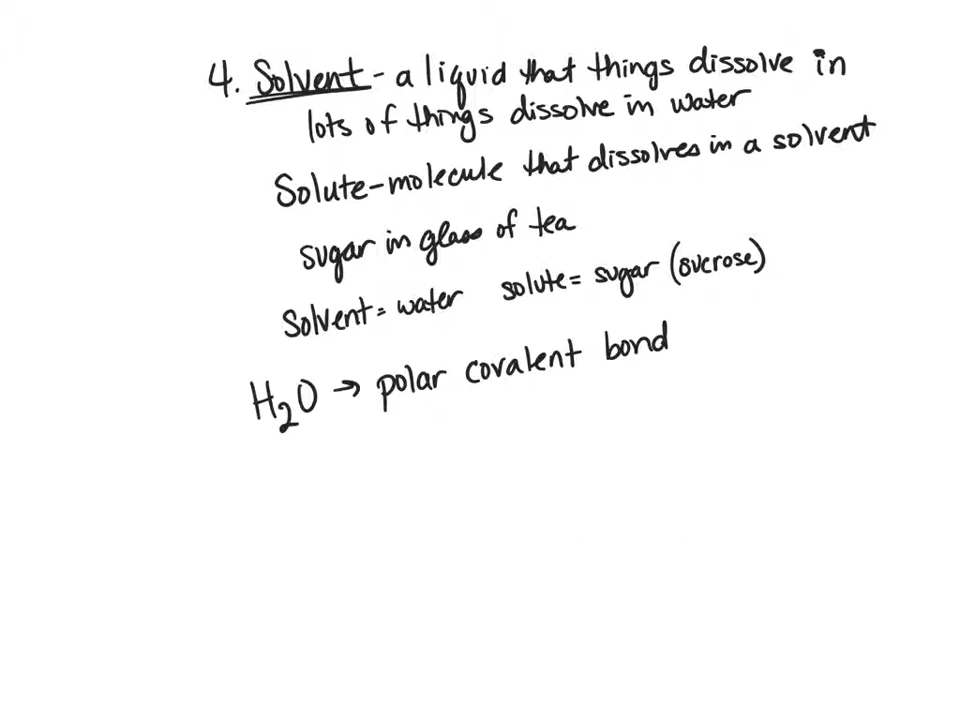 4. Solvent - a liquid that things dissolve in
lots of things dissolve in water
Solute - molecule that dissolves in a solvent
sugar in glass of tea
Solvent = water solute = sugar (sucrose)
H₂O → polar covalent bond